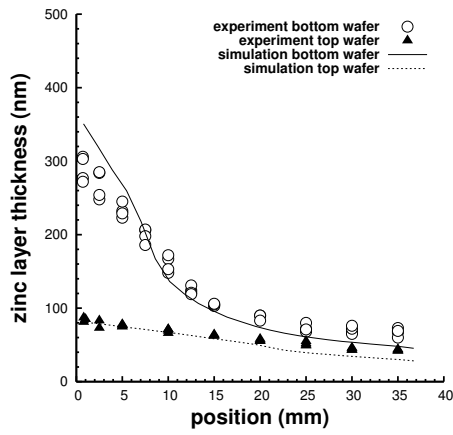 500
400
300
200
100
0
zinc layer thickness (nm)
experiment bottom wafer
experiment top wafer
simulation bottom wafer
simulation top wafer
0 5 10 15 20 25 30 35 40
position (mm)